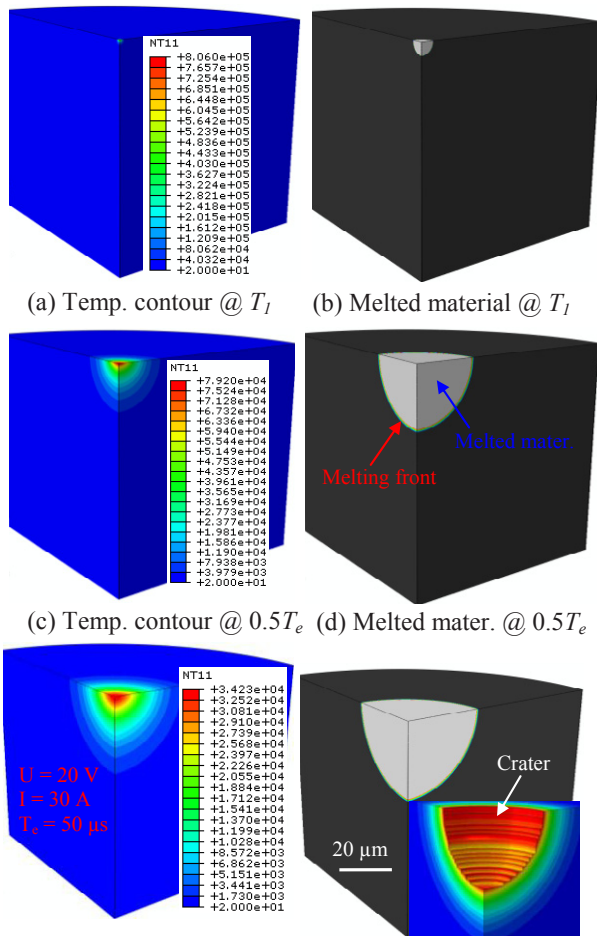 NT11
+8.060e+05
+7.657e+05
+7.254e+05
+6.851e+05
+6.448e+05
+6.045e+05
+5.642e+05
+5.239e+05
+4.836e+05
+4.433e+05
+4.030e+05
+3.627e+05
+3.224e+05
+2.821e+05
+2.418e+05
+2.015e+05
+1.612e+05
+1.209e+05
+8.062e+04
+4.032e+04
+2.000e+01
(a) Temp. contour @ T1
(b) Melted material @ T1
NT11
+7.920e+04
+7.524e+04
+7.128e+04
+6.732e+04
+6.336e+04
+5.940e+04
+5.544e+04
+5.149e+04
+4.753e+04
+4.357e+04
+3.961e+04
+3.565e+04
+3.169e+04
+2.773e+04
+2.377e+04
+1.981e+04
+1.586e+04
+1.190e+04
+7.938e+03
+3.979e+03
+2.000e+01
Melted mater
Melting front
(c) Temp. contour @ 0.5Te
(d) Melted mater. @ 0.5Te
U = 20 V
I = 30 A
Te = 50 μs
NT11
+3.423e+04
+3.252e+04
+3.081e+04
+2.910e+04
+2.739e+04
+2.568e+04
+2.397e+04
+2.226e+04
+2.055e+04
+1.884e+04
+1.712e+04
+1.541e+04
+1.370e+04
+1.199e+04
+1.028e+04
+8.572e+03
+6.862e+03
+5.151e+03
+3.441e+03
+1.730e+03
+2.000e+01
Crater
20 μm